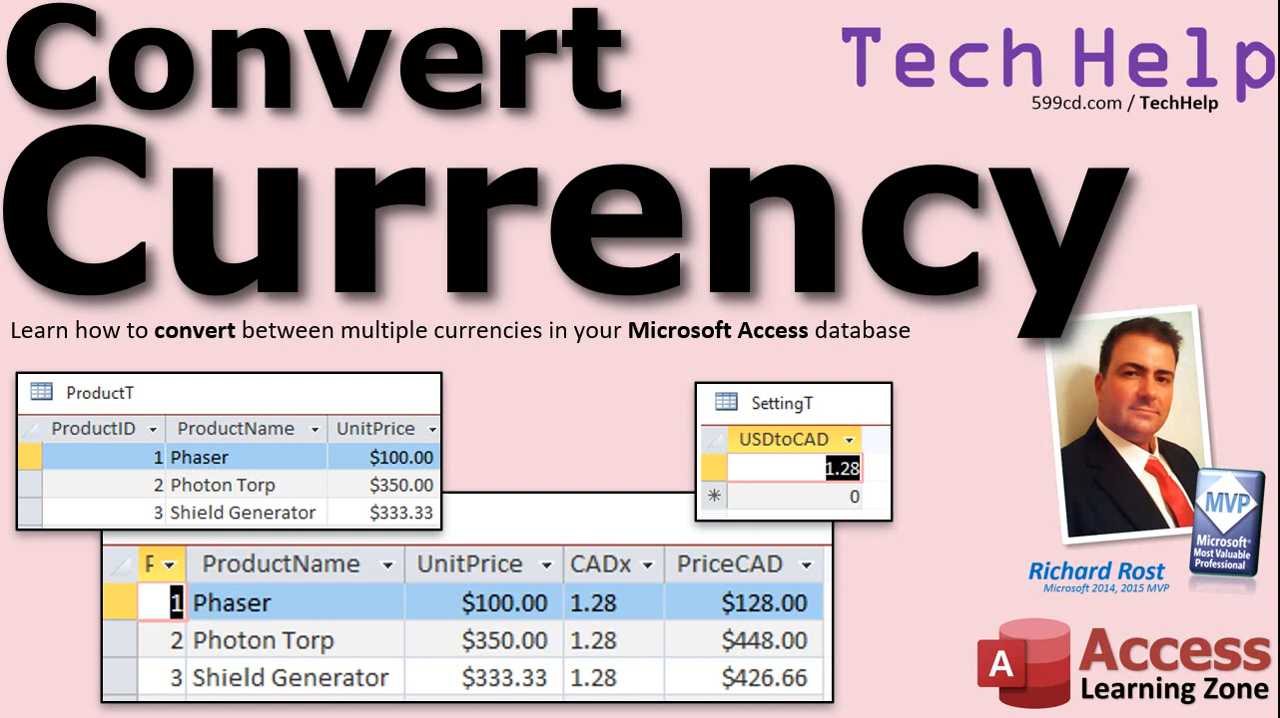 Convert
Currency
Tech Help
599cd.com / TechHelp
Learn how to convert between multiple currencies in your Microsoft Access database
ProductT
ProductID ProductName UnitPrice
1 Phaser $100.00
2 Photon Torp $350.00
3 Shield Generator $333.33
SettingT
USDtoCAD
1.28
0
P ProductName UnitPrice CADx PriceCAD
1 Phaser $100.00 1.28 $128.00
2 Photon Torp $350.00 1.28 $448.00
3 Shield Generator $333.33 1.28 $426.66
MVP
Microsoft®
Most Valuable
Professional
Richard Rost
Microsoft 2014, 2015 MVP
A
Access
Learning Zone